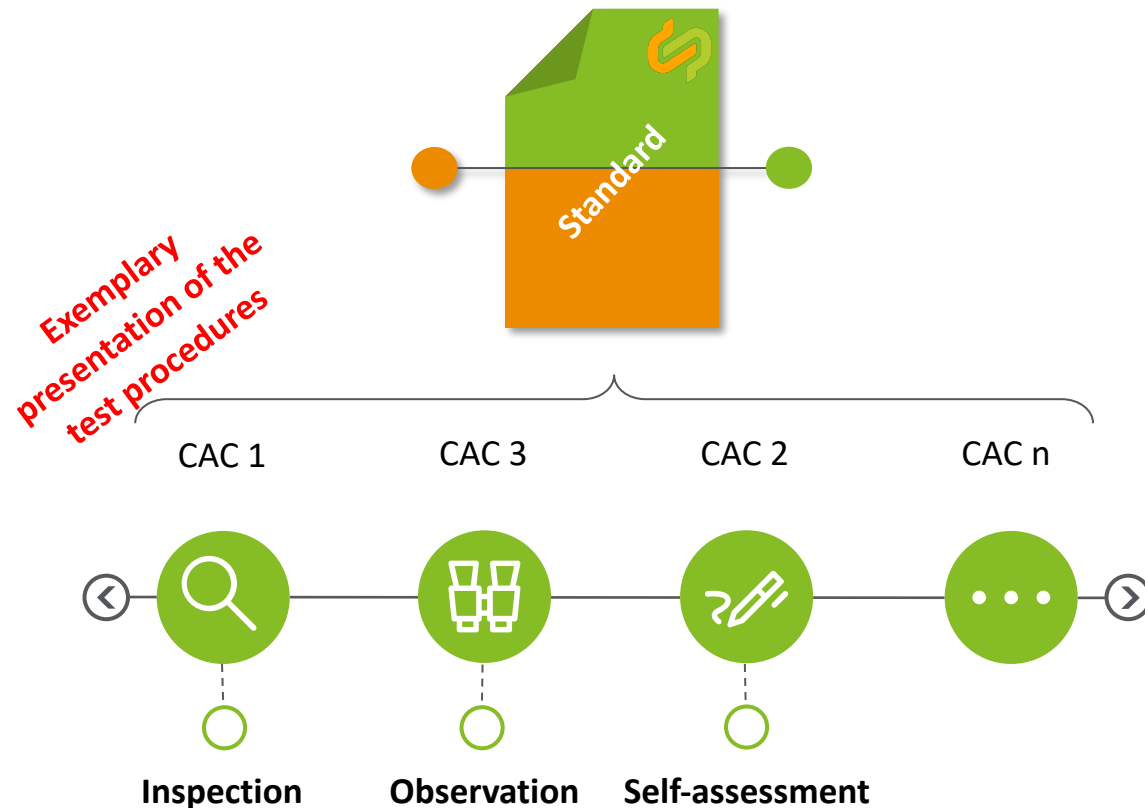 Standard
Exemplary
presentation of the
test procedures
CAC 1
CAC 3
CAC 2
CAC n
Inspection
Observation
Self-assessment